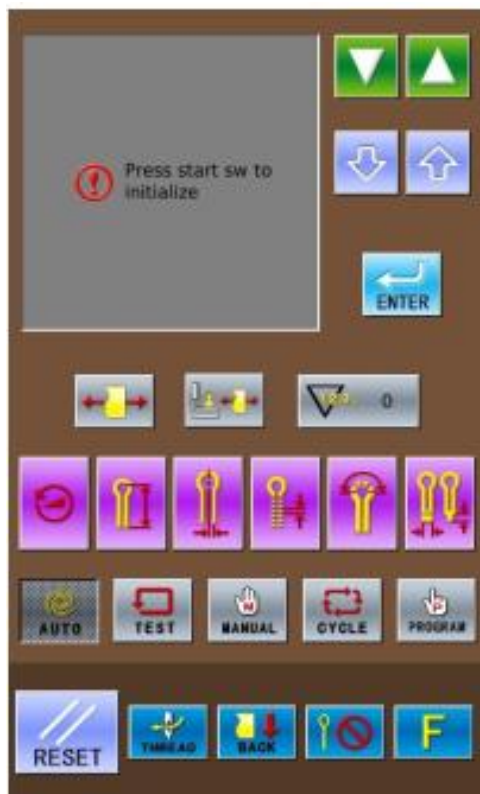 Press start sw to
initialize
ENTER
0
AUTO
TEST
MANUAL
CYCLE
PROGRAM
RESET
THREAD
BACK
F